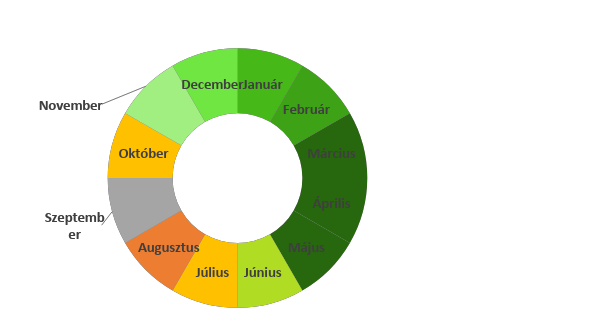 December
Január
Február
Március
Április
Május
Június
Július
Augusztus
Szeptemb
er
Október
November